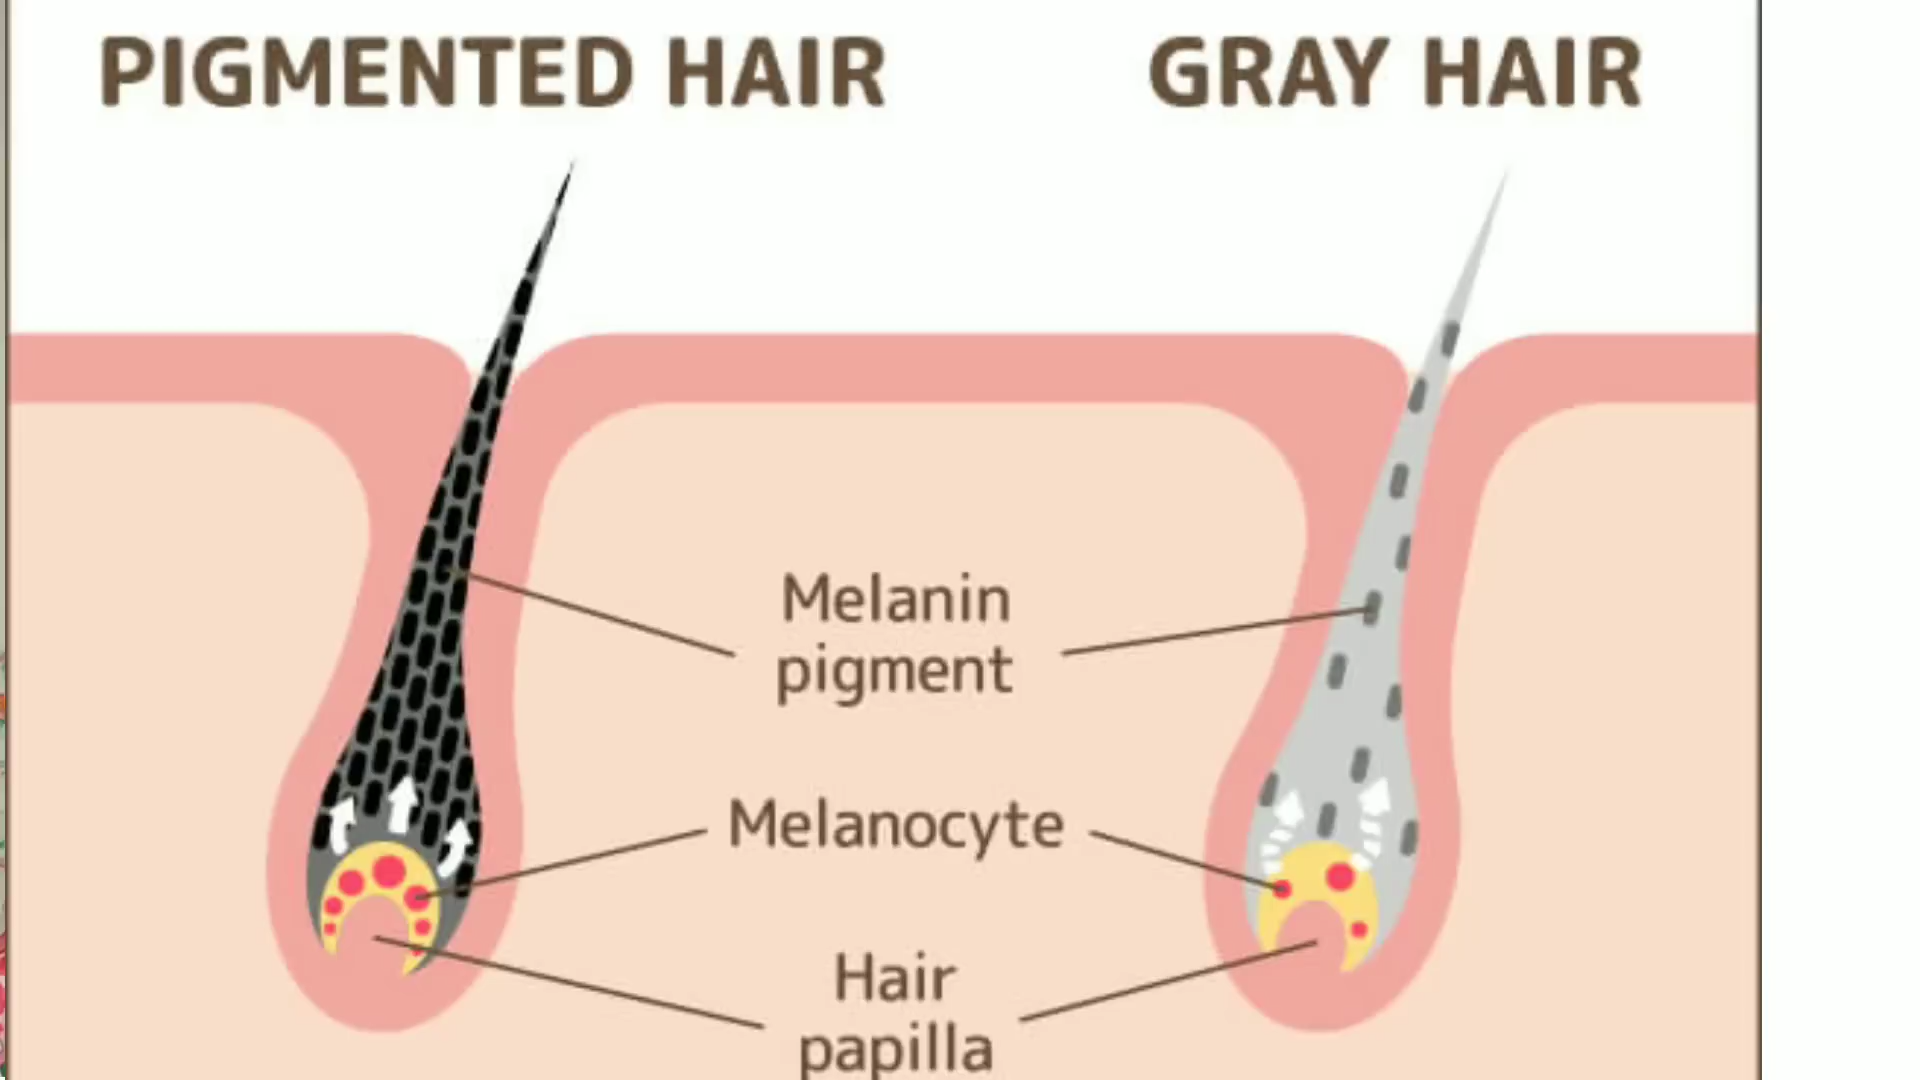 PIGMENTED HAIR
GRAY HAIR
Melanin
pigment
Melanocyte
Hair
papilla